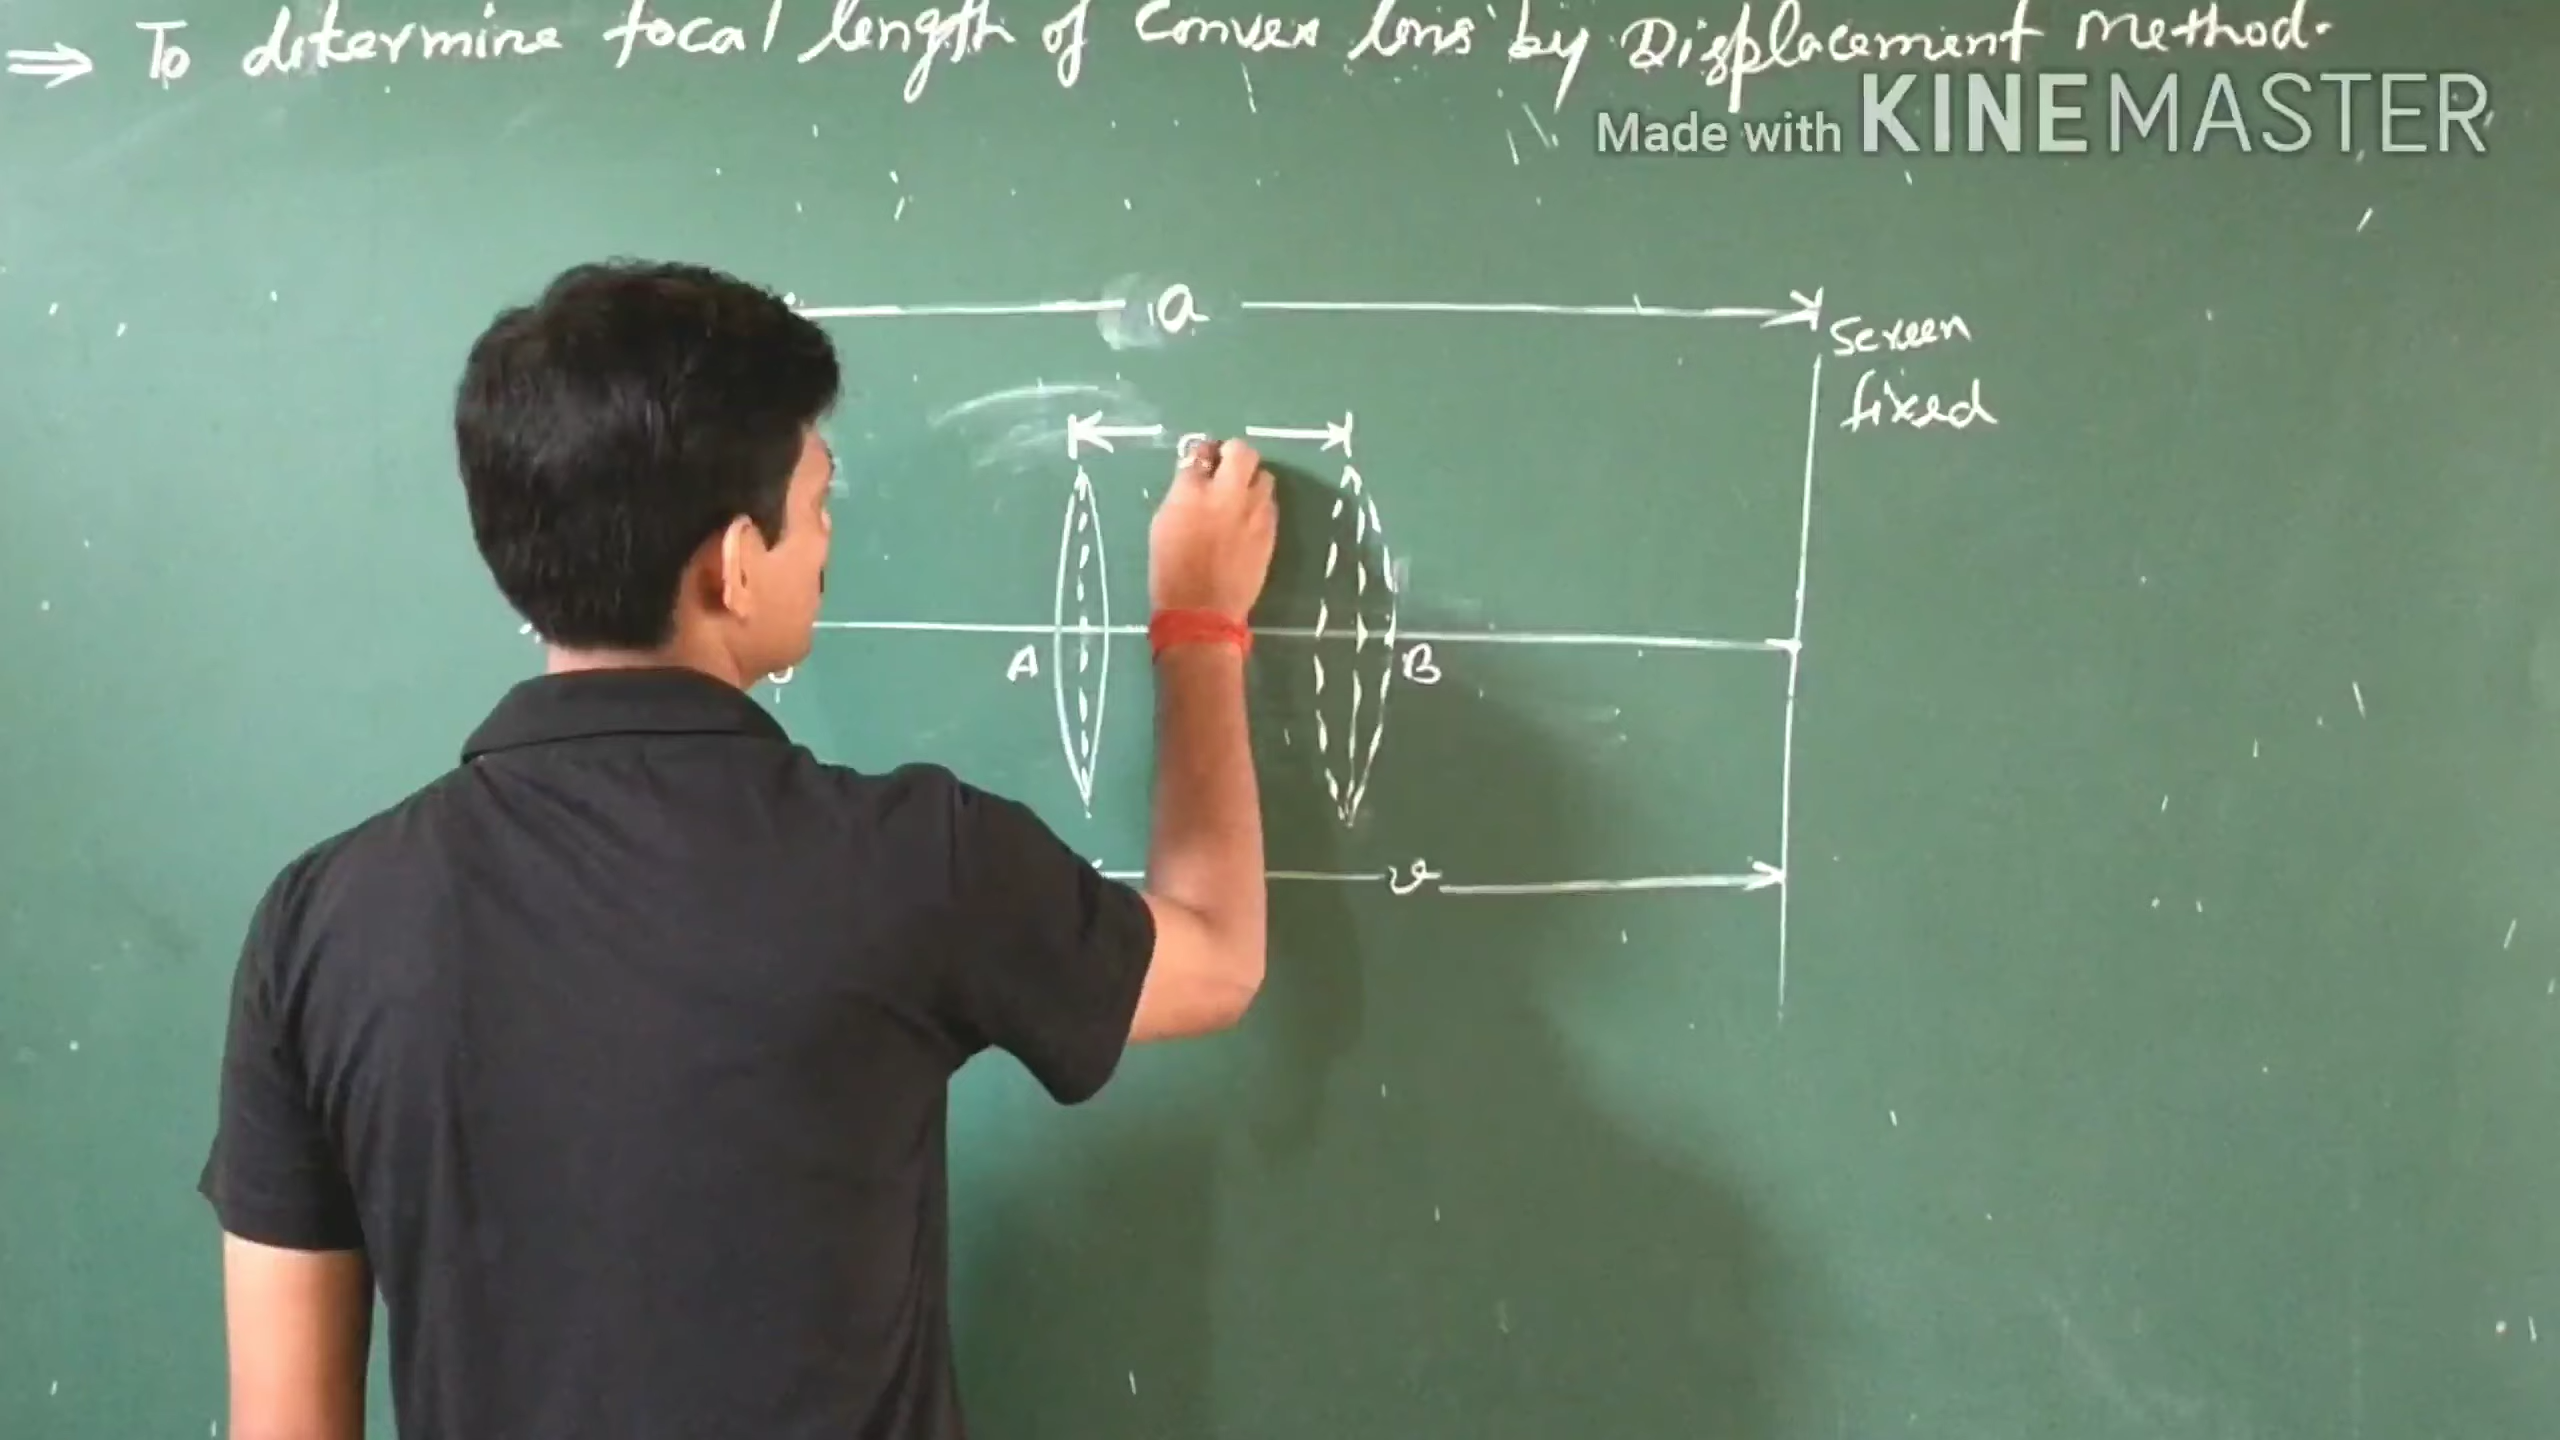 ⇒ To determine focal length of Convex lens by Displacement Method.
Made with KINEMASTER
a
Screen
fixed
A
B
v